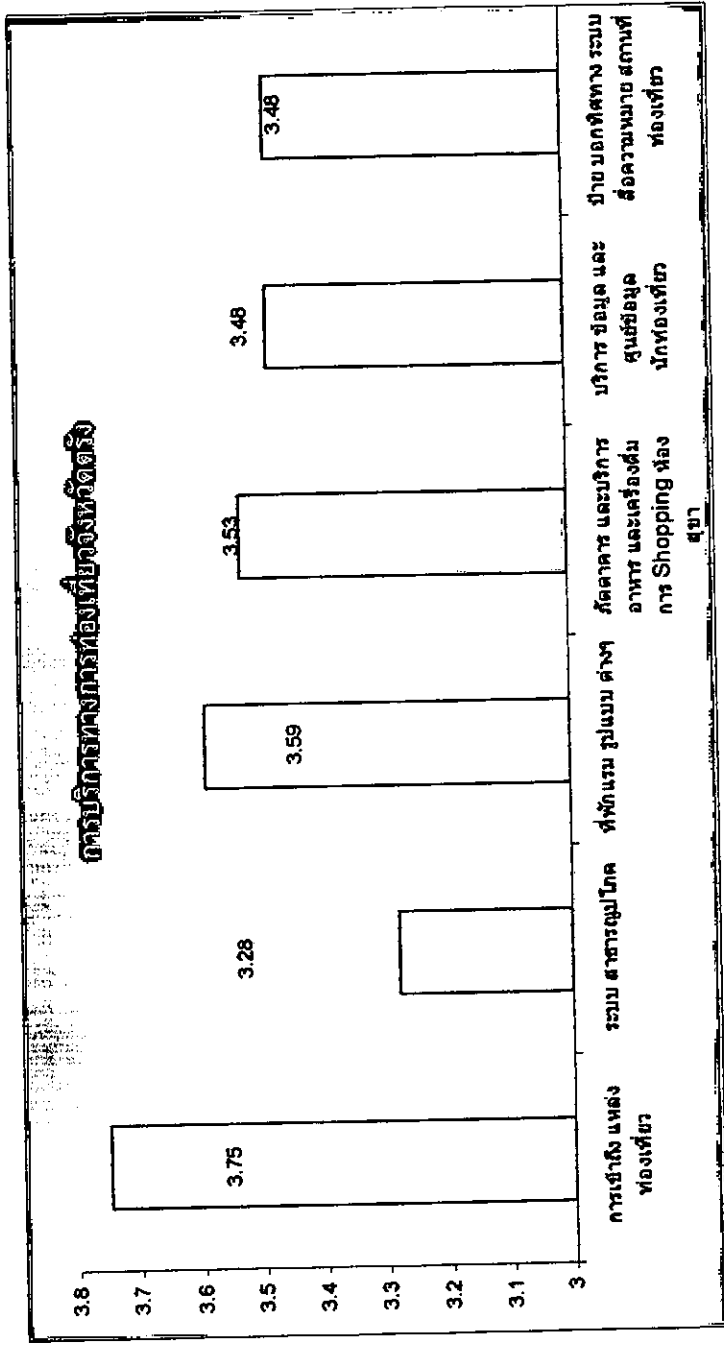 การบริการทางการท่องเที่ยวจังหวัดตรัง
3.8
3.7
3.6
3.5
3.4
3.3
3.2
3.1
3
3.75
3.28
3.59
3.53
3.48
3.48
การเข้าถึง แหล่ง
ท่องเที่ยว
ระบบ สาธารณูปโภค
ที่พักแรม รูปแบบ ต่างๆ
ภัตตาคาร และบริการ
อาหาร และเครื่องดื่ม
การ Shopping ห้อง
สุขา
บริการ ข้อมูล และ
ศูนย์ข้อมูล
นักท่องเที่ยว
ป้าย บอกทิศทาง ระบบ
สื่อความหมาย สถานที่
ท่องเที่ยว